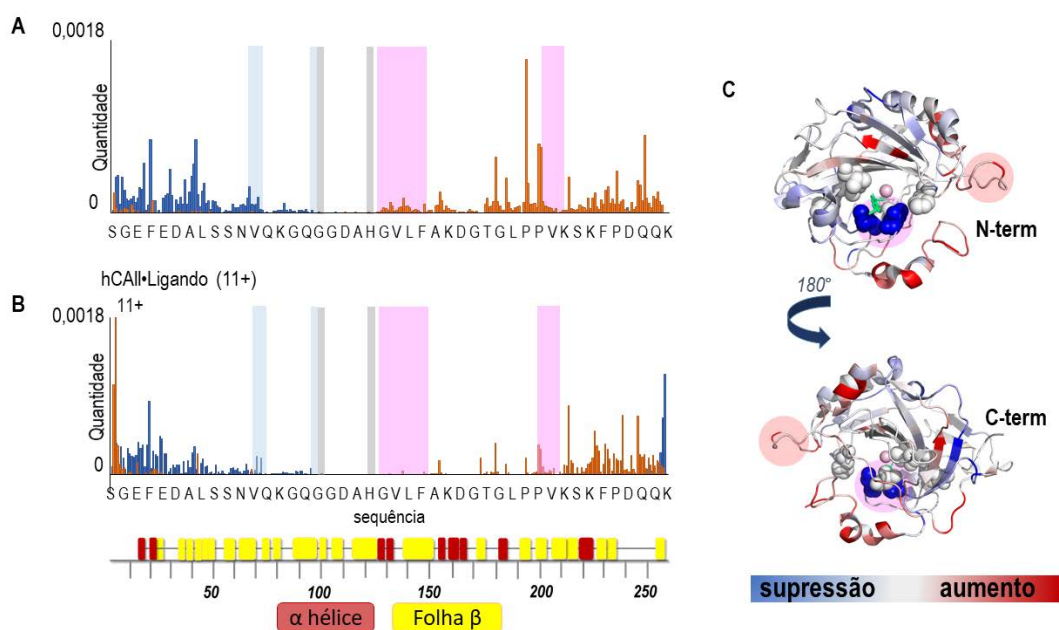 A
0,0018
Quantidade
0
S G E F E D A L S S N V Q K G Q G G D A H G V L F A K D G T G L P P V K S K F P D Q Q K
hCAII•Ligando (11+)
B
11+
0,0018
Quantidade
0
S G E F E D A L S S N V Q K G Q G G D A H G V L F A K D G T G L P P V K S K F P D Q Q K
sequência
50 100 150 200 250
α hélice
Folha β
C
N-term
180°
C-term
supressão
aumento